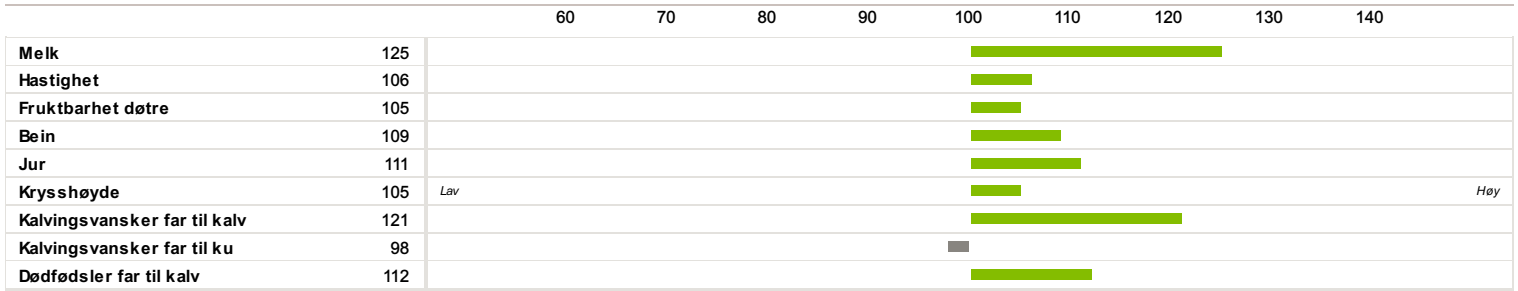 60 70 80 90 100 110 120 130 140
Melk 125
Hastighet 106
Fruktbarhet døtre 105
Bein 109
Jur 111
Krysshøyde 105 Lav Høy
Kalvingsvansker far til kalv 121
Kalvingsvansker far til ku 98
Dødfødsler far til kalv 112